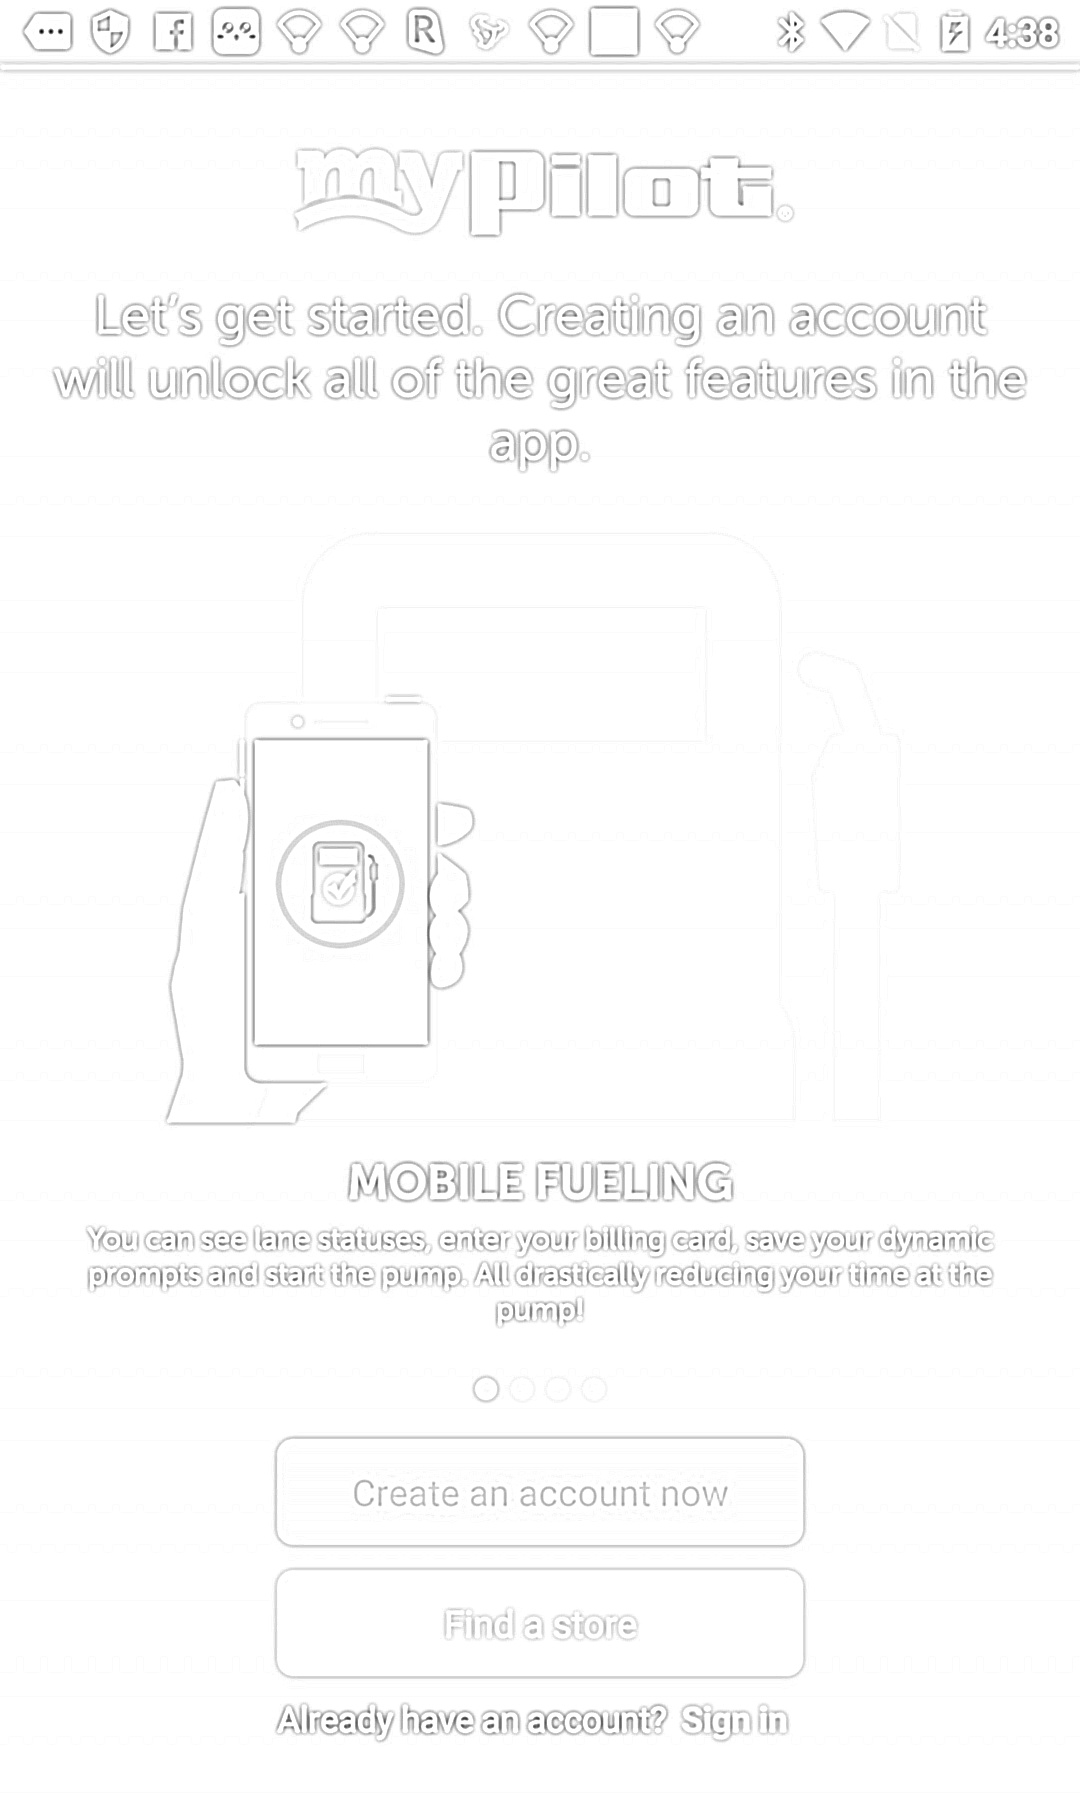 4:38
mypilot
Let's get started. Creating an account
will unlock all of the great features in the
app.
MOBILE FUELING
You can see lane statuses, enter your billing card, save your dynamic
prompts and start the pump. All drastically reducing your time at the
pump!
Create an account now
Find a store
Already have an account? Sign in